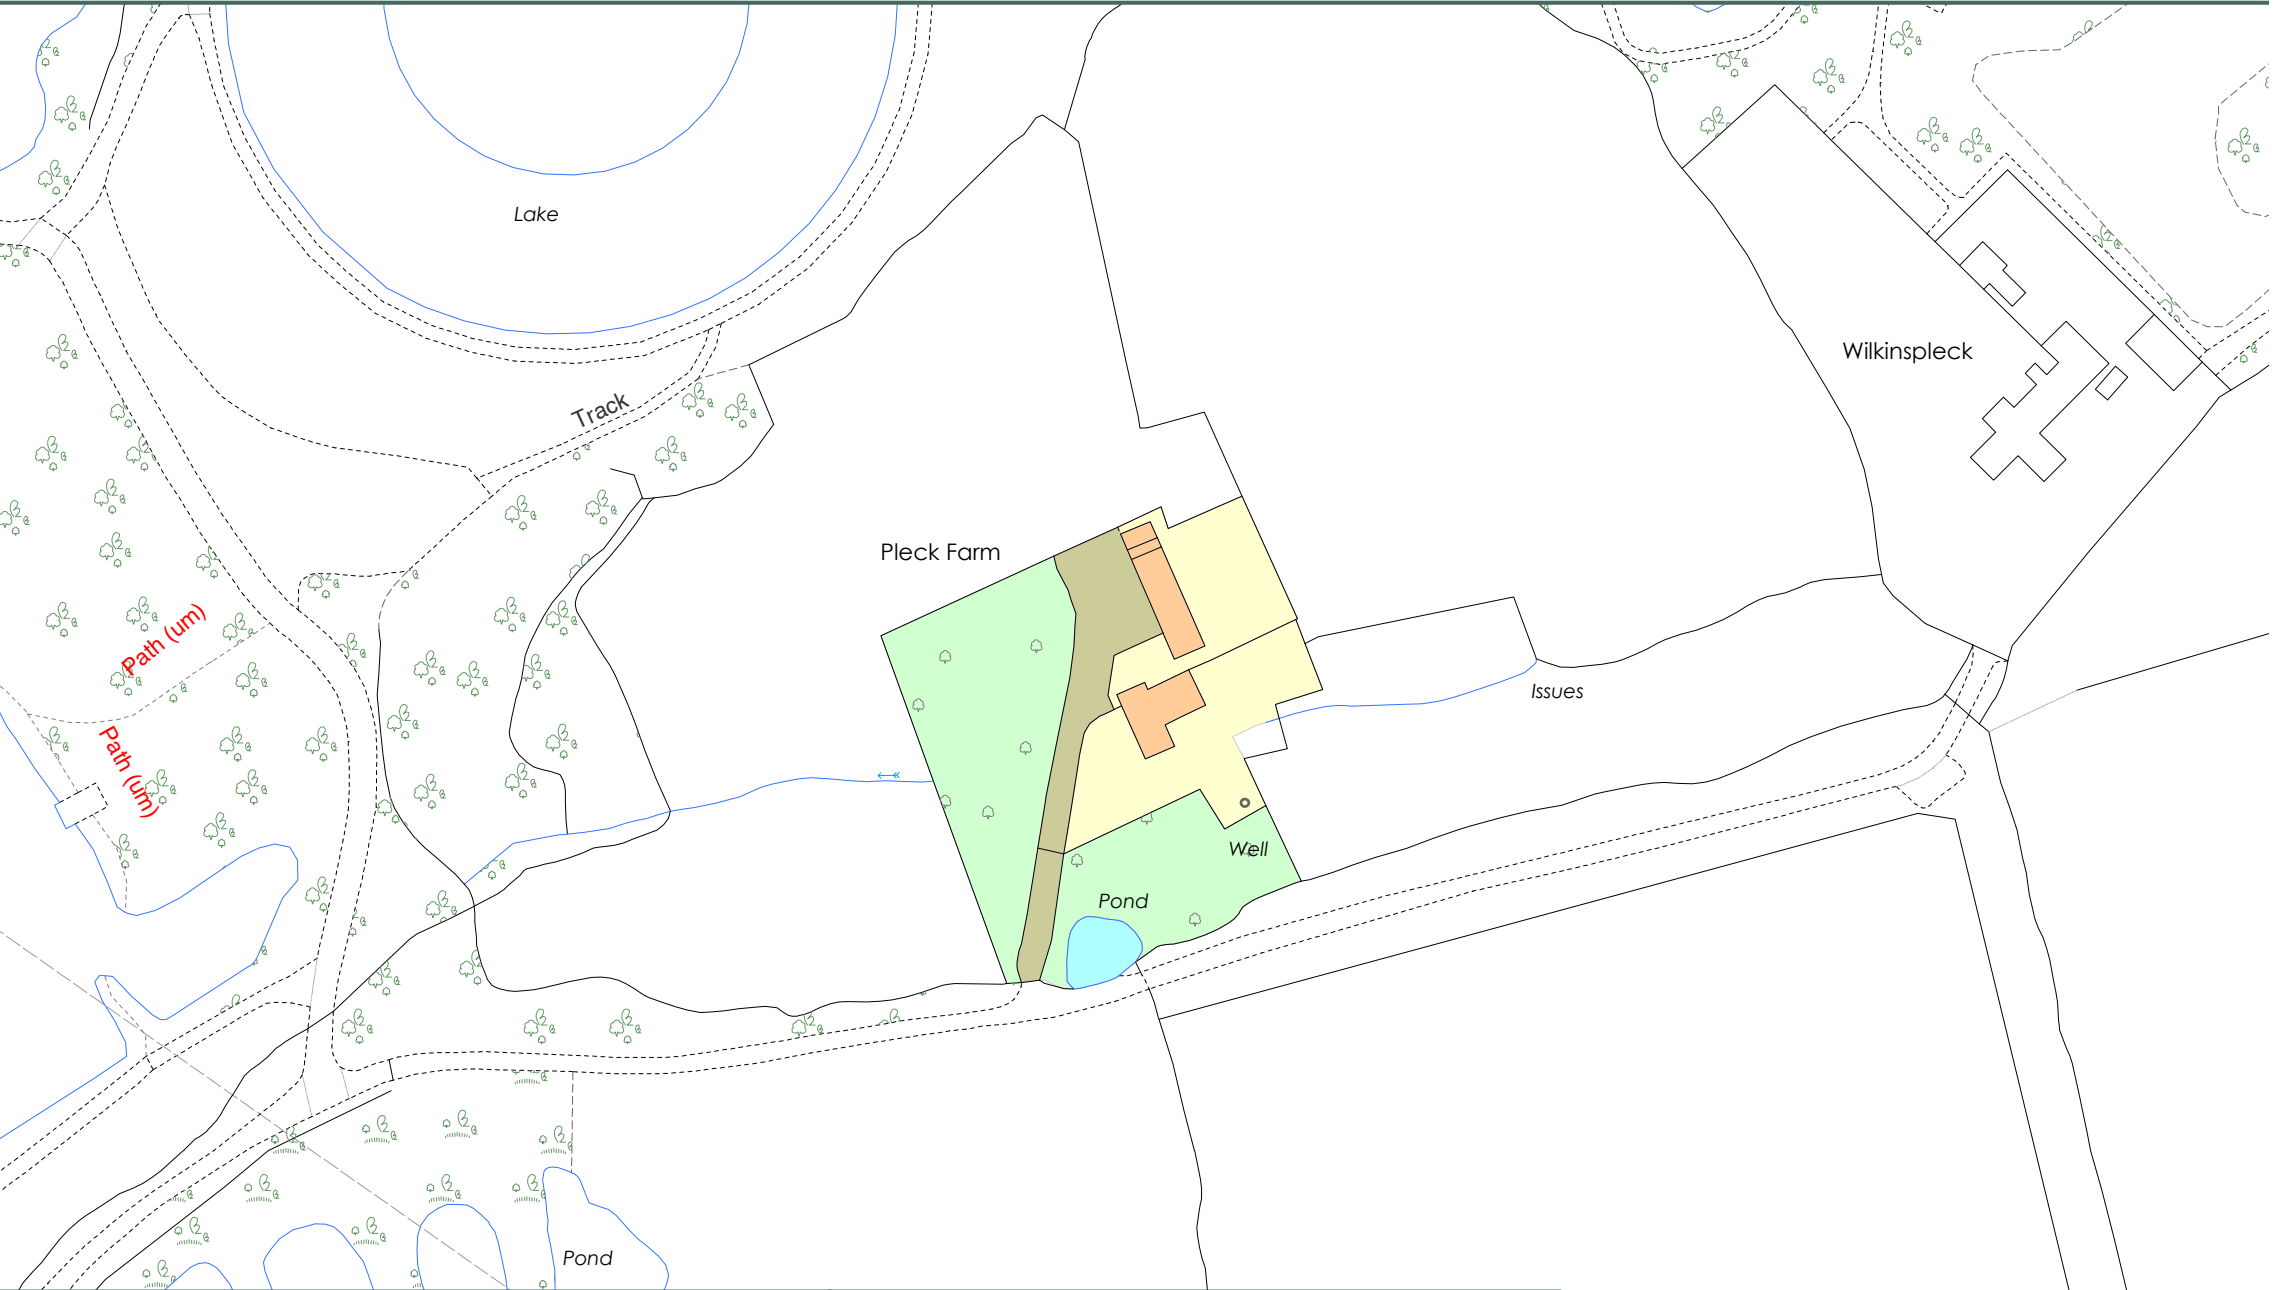 Lake
Wilkinspleck
Track
Pleck Farm
Path (um)
Issues
Path (um)
Well
Pond
Pond